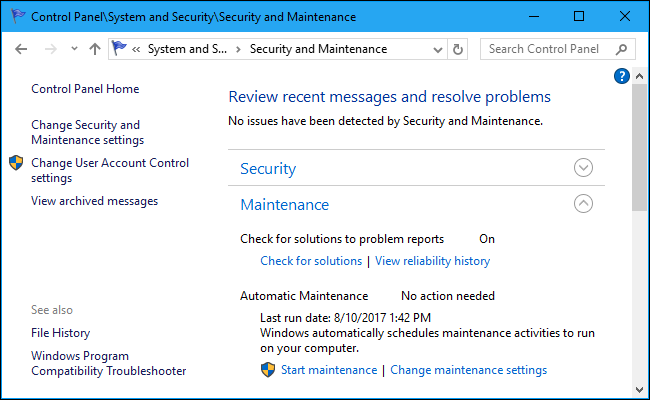 Control Panel\System and Security\Security and Maintenance
« System and S... › Security and Maintenance
Search Control Panel
?
Control Panel Home
Change Security and
Maintenance settings
Change User Account Control
settings
View archived messages
See also
File History
Windows Program
Compatibility Troubleshooter
Review recent messages and resolve problems
No issues have been detected by Security and Maintenance.
Security
Maintenance
Check for solutions to problem reports On
Check for solutions | View reliability history
Automatic Maintenance No action needed
Last run date: 8/10/2017 1:42 PM
Windows automatically schedules maintenance activities to run
on your computer.
Start maintenance | Change maintenance settings